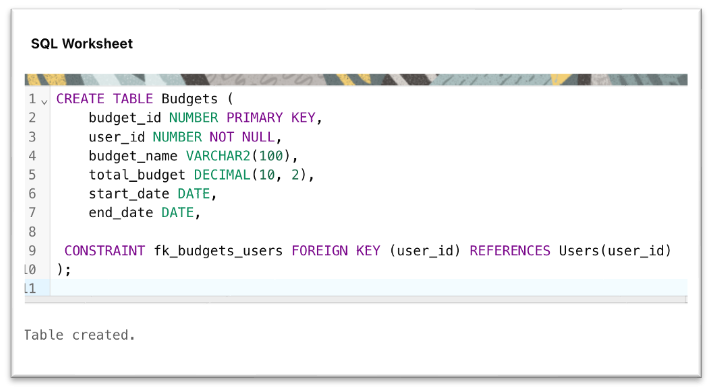 SQL Worksheet
1 CREATE TABLE Budgets (
2 budget_id NUMBER PRIMARY KEY,
3 user_id NUMBER NOT NULL,
4 budget_name VARCHAR2(100),
5 total_budget DECIMAL(10, 2),
6 start_date DATE,
7 end_date DATE,
8
9 CONSTRAINT fk_budgets_users FOREIGN KEY (user_id) REFERENCES Users(user_id)
10 );
11
Table created.